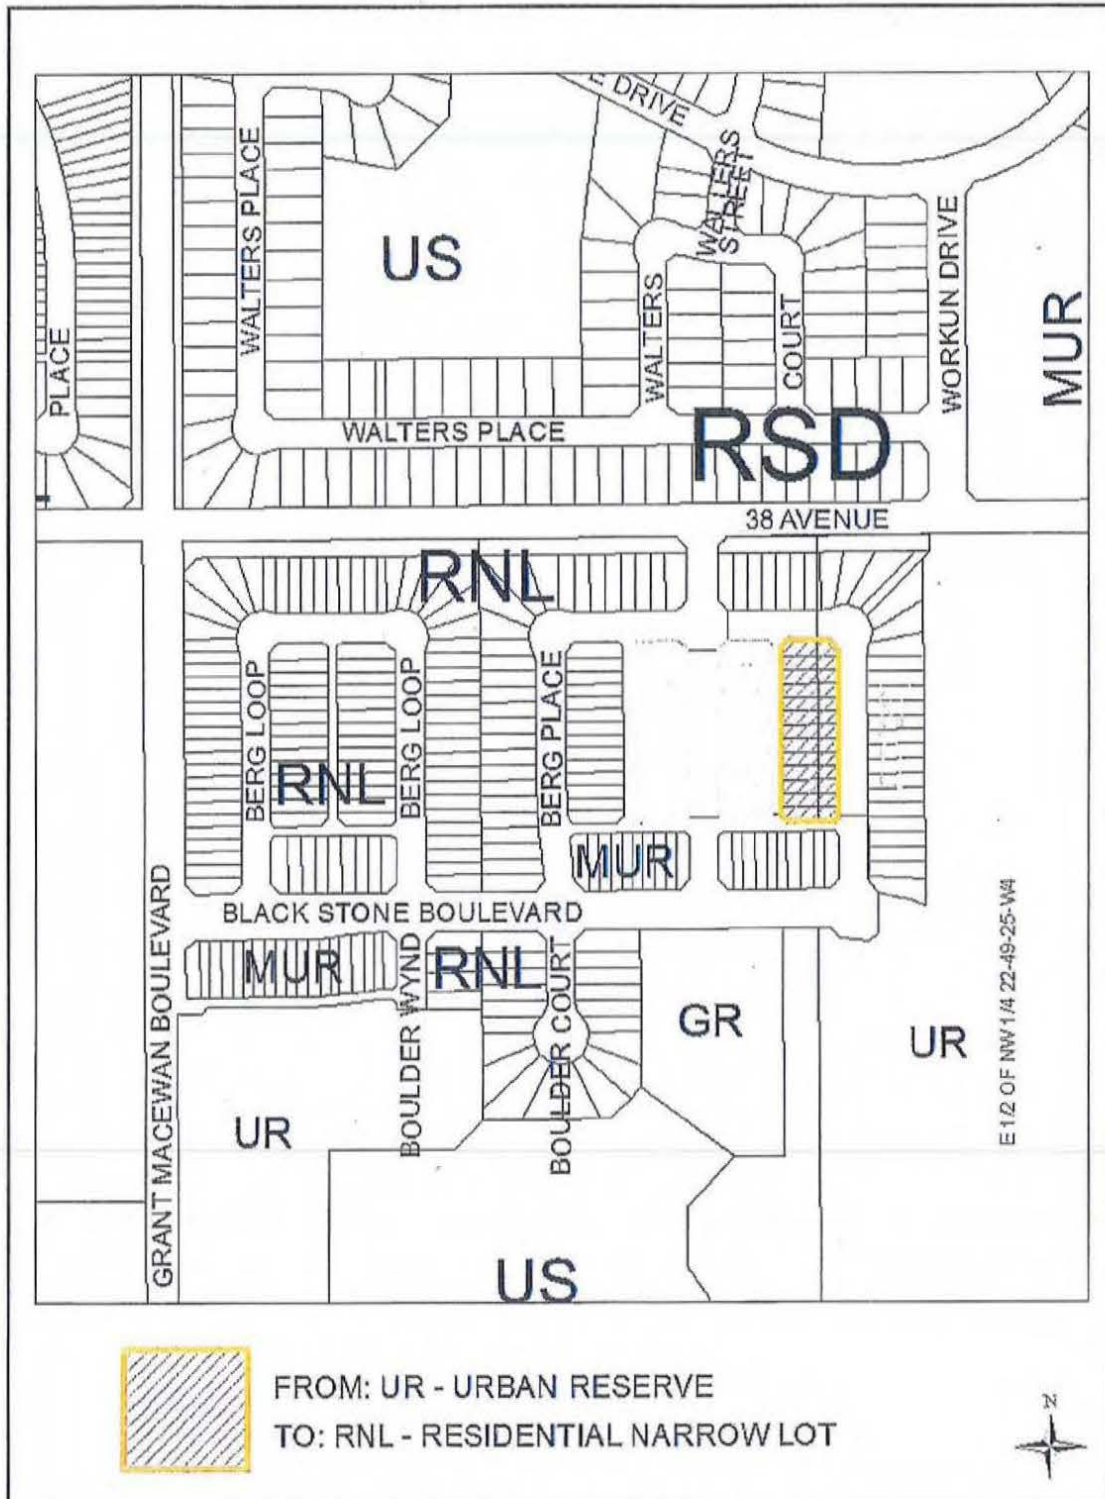 E DRIVE
WALTERS PLACE
WALTERS
STREET
US
WORKUN DRIVE
MUR
PLACE
WALTERS
COURT
WALTERS PLACE
RSD
38 AVENUE
RNL
BERG LOOP
BERG LOOP
BERG PLACE
RNL
MUR
BLACK STONE BOULEVARD
GRANT MACEWAN BOULEVARD
MUR
BOULDER WYND
RNL
BOULDER COURT
GR
UR
E 1/2 OF NW 1/4 22-49-25-W4
UR
US
FROM: UR - URBAN RESERVE
TO: RNL - RESIDENTIAL NARROW LOT
N